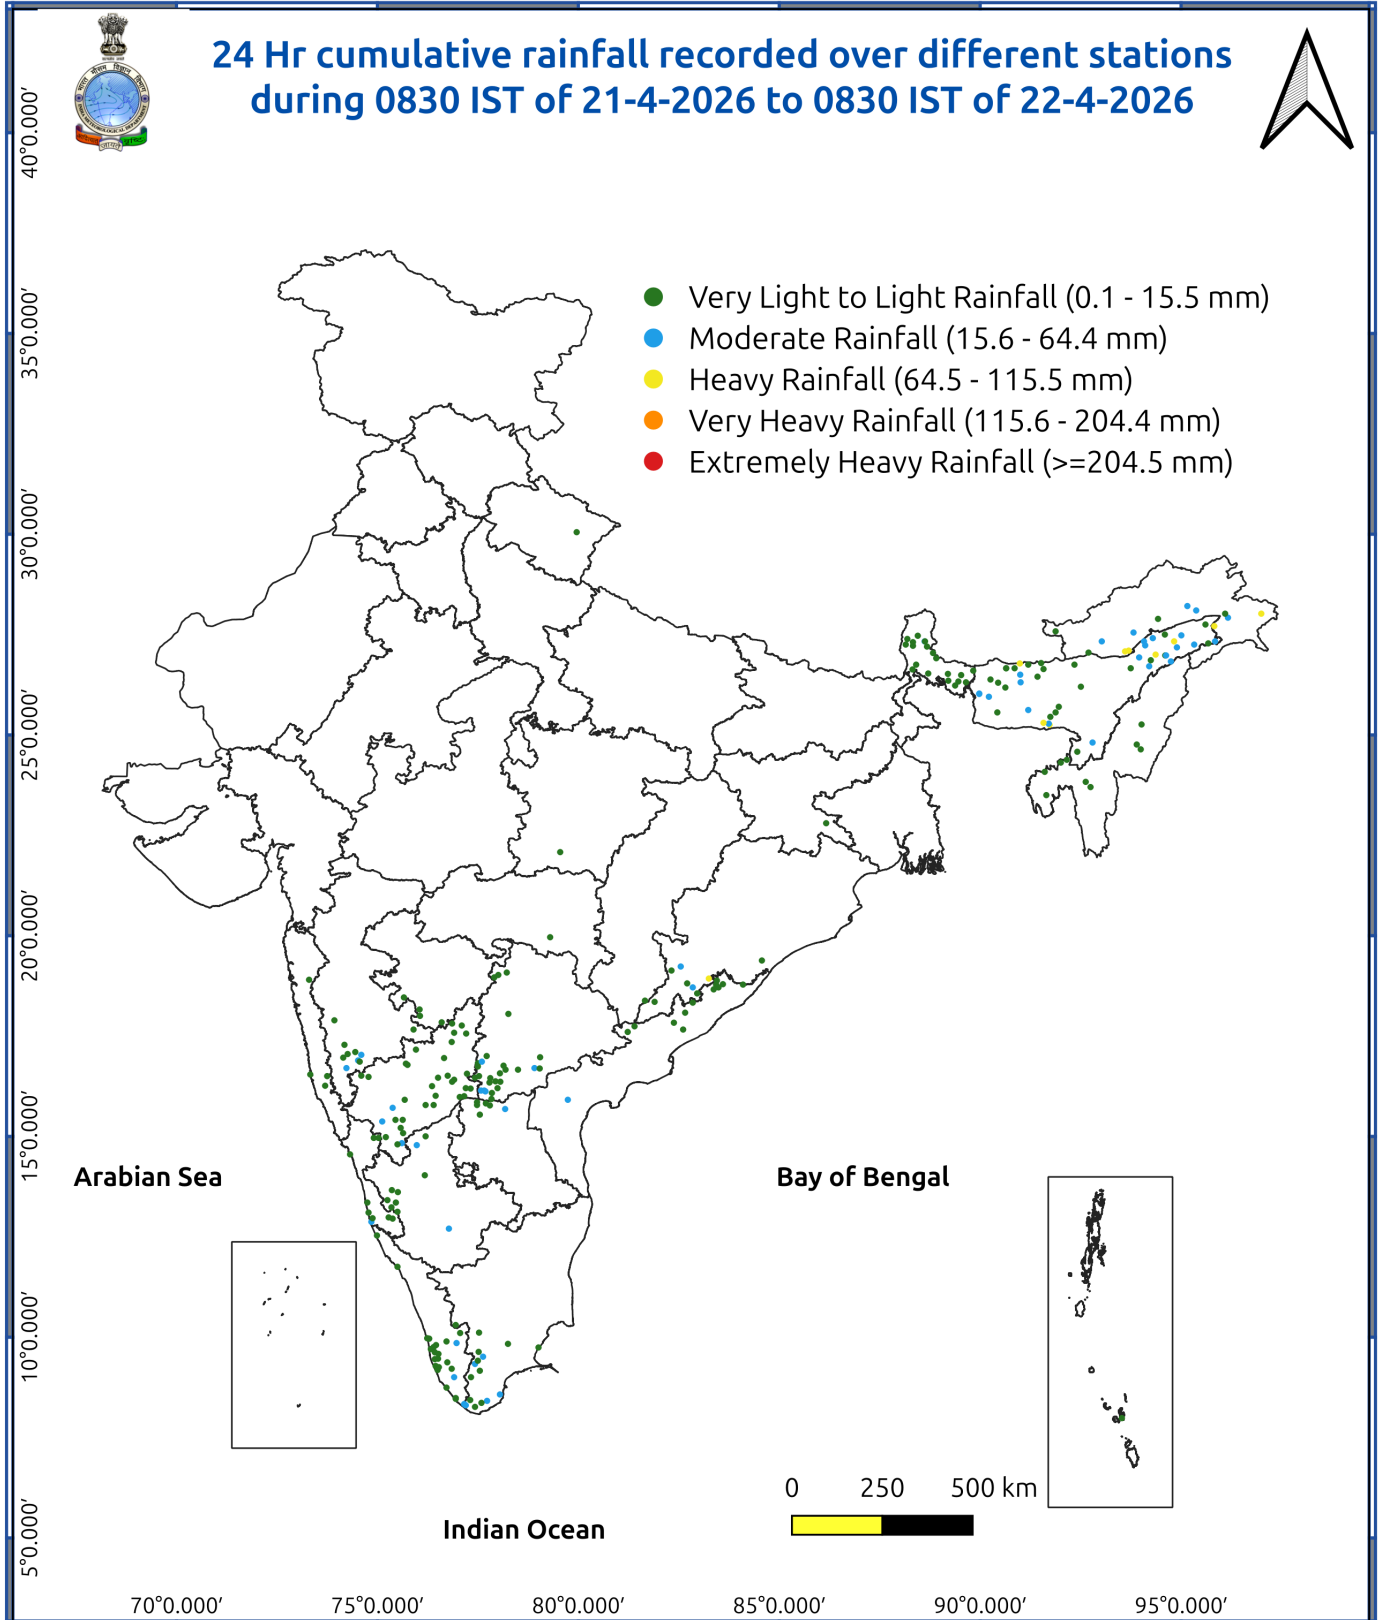 24 Hr cumulative rainfall recorded over different stations
during 0830 IST of 21-4-2026 to 0830 IST of 22-4-2026
Very Light to Light Rainfall (0.1 - 15.5 mm)
Moderate Rainfall (15.6 - 64.4 mm)
Heavy Rainfall (64.5 - 115.5 mm)
Very Heavy Rainfall (115.6 - 204.4 mm)
Extremely Heavy Rainfall (>=204.5 mm)
40°0.000′
35°0.000′
30°0.000′
25°0.000′
20°0.000′
15°0.000′
10°0.000′
5°0.000′
Arabian Sea
Bay of Bengal
Indian Ocean
0 250 500 km
70°0.000′ 75°0.000′ 80°0.000′ 85°0.000′ 90°0.000′ 95°0.000′